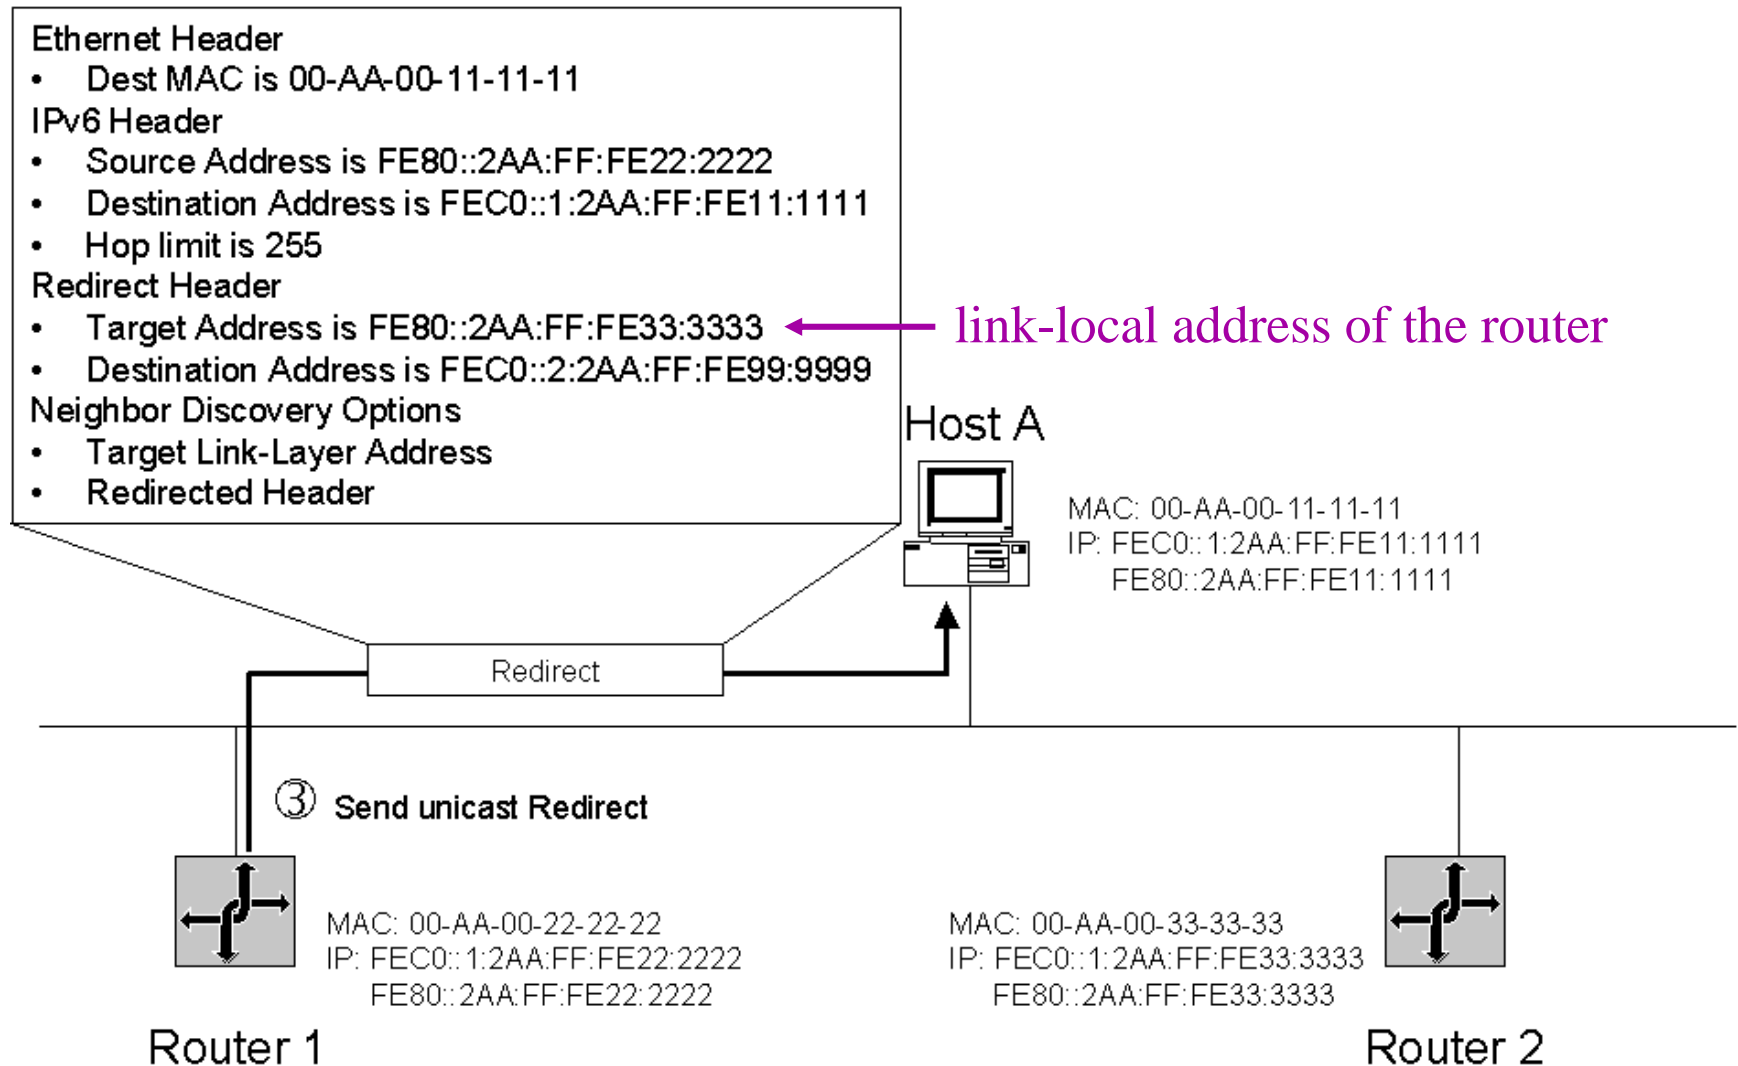 Ethernet Header
• Dest MAC is 00-AA-00-11-11-11
IPv6 Header
• Source Address is FE80::2AA:FF:FE22:2222
• Destination Address is FEC0::1:2AA:FF:FE11:1111
• Hop limit is 255
Redirect Header
• Target Address is FE80::2AA:FF:FE33:3333
link-local address of the router
• Destination Address is FEC0::2:2AA:FF:FE99:9999
Neighbor Discovery Options
• Target Link-Layer Address
• Redirected Header
Host A
MAC: 00-AA-00-11-11-11
IP: FEC0::1:2AA:FF:FE11:1111
FE80::2AA:FF:FE11:1111
Redirect
③ Send unicast Redirect
MAC: 00-AA-00-22-22-22
IP: FEC0::1:2AA:FF:FE22:2222
FE80::2AA:FF:FE22:2222
Router 1
MAC: 00-AA-00-33-33-33
IP: FEC0::1:2AA:FF:FE33:3333
FE80::2AA:FF:FE33:3333
Router 2